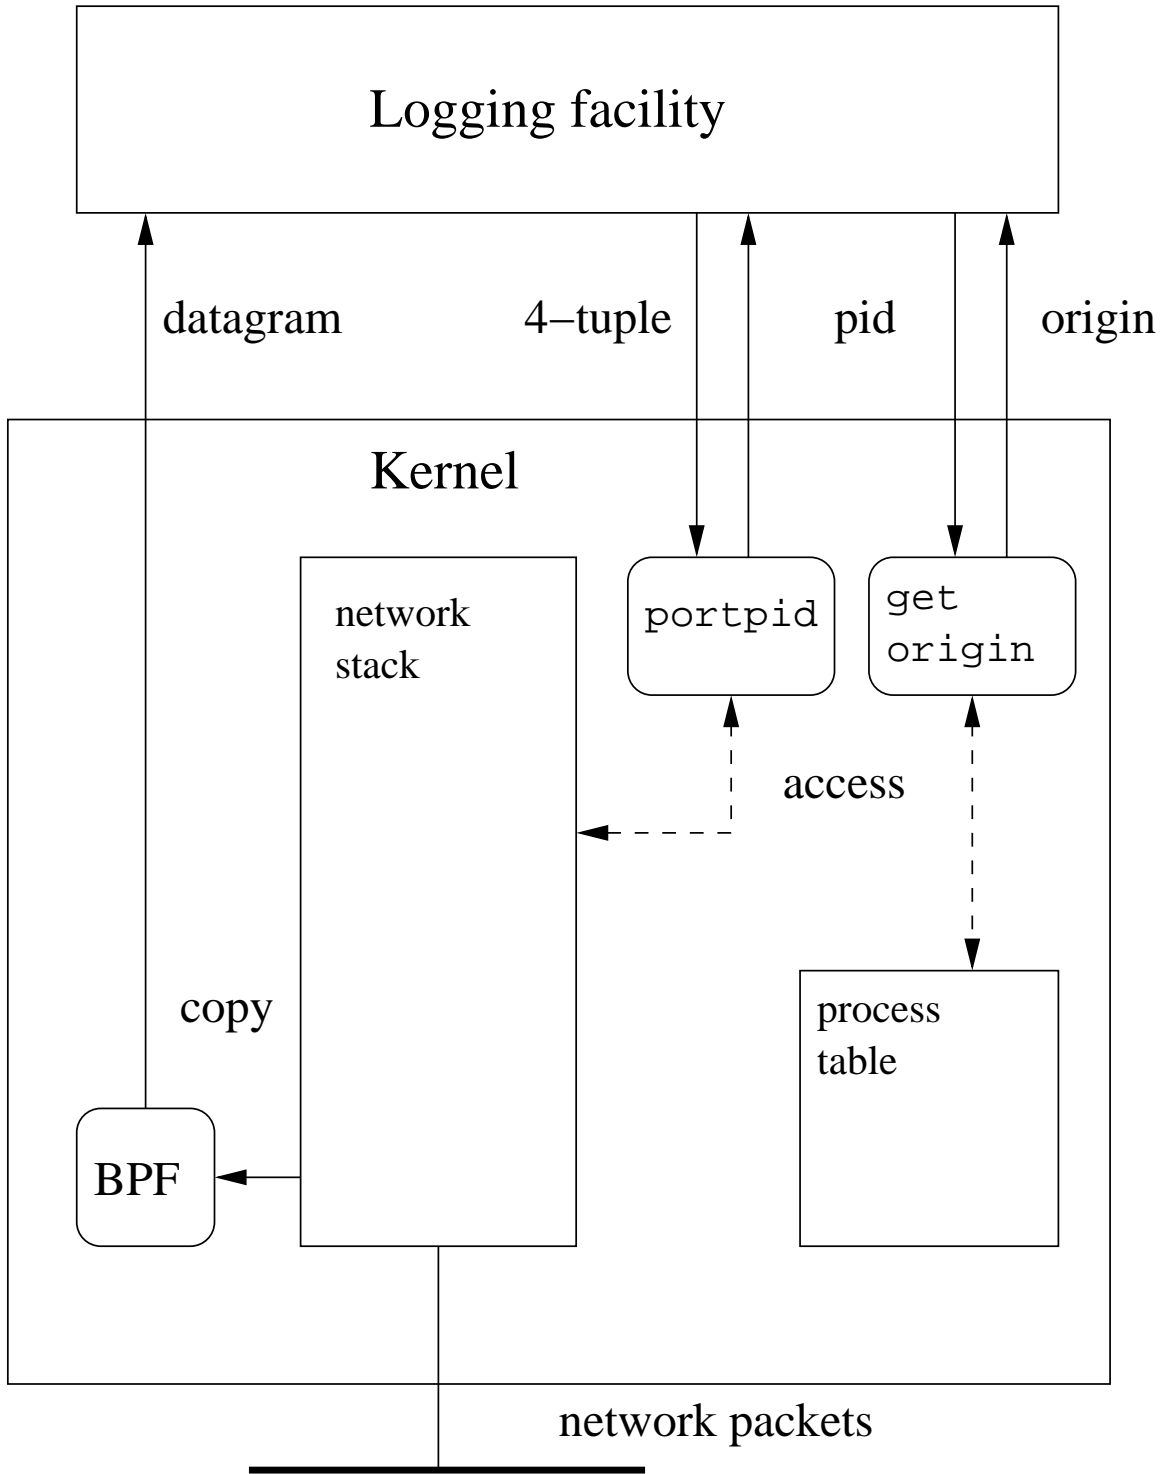 Logging facility
datagram
4−tuple
pid
origin
Kernel
network
stack
portpid
get
origin
access
copy
process
table
BPF
network packets